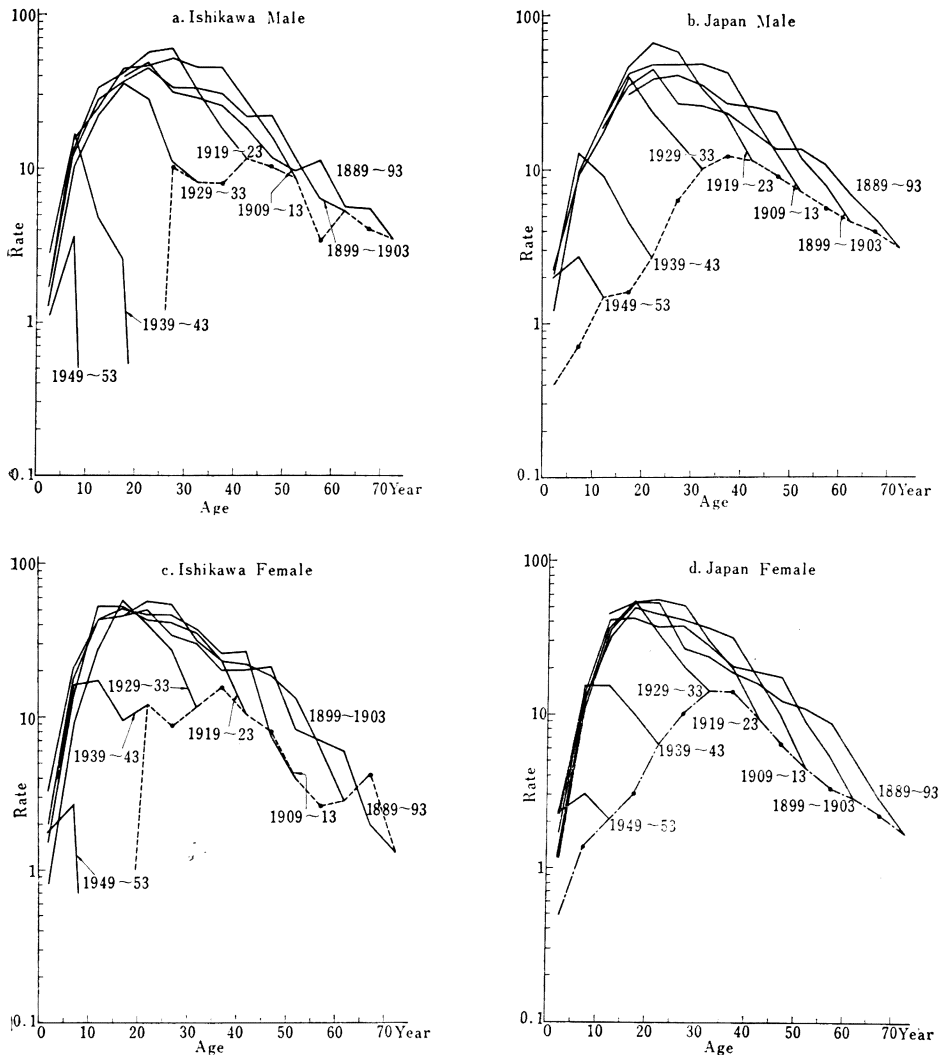 a. Ishikawa Male
100
10
1
0.1
Rate
1919~23
1889~93
1929~33
1909~13
1899~1903
1939~43
1949~53
0 10 20 30 40 50 60 70 Year
Age
b. Japan Male
100
10
1
0.1
Rate
1929~33
1919~23
1889~93
1909~13
1899~1903
1939~43
1949~53
0 10 20 30 40 50 60 70 Year
Age
c. Ishikawa Female
100
10
1
0.1
Rate
1929~33
1899~1903
1919~23
1939~43
1909~13
1889~93
1949~53
0 10 20 30 40 50 60 70 Year
Age
d. Japan Female
100
10
1
0.1
Rate
1929~33
1919~23
1939~43
1909~13
1889~93
1899~1903
1949~53
0 10 20 30 40 50 60 70 Year
Age